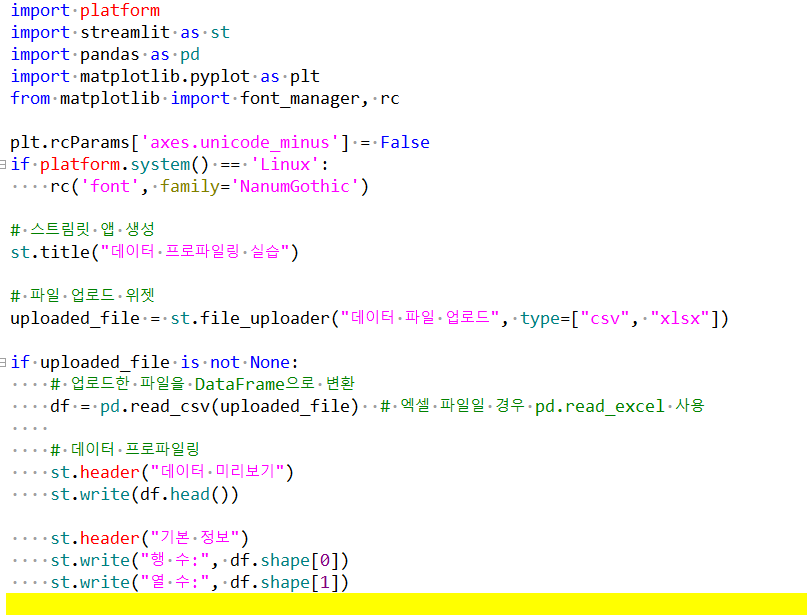 import platform
import streamlit as st
import pandas as pd
import matplotlib.pyplot as plt
from matplotlib import font_manager, rc
plt.rcParams['axes.unicode_minus'] = False
if platform.system() == 'Linux':
    rc('font', family='NanumGothic')
# 스트림릿 앱 생성
st.title("데이터 프로파일링 실습")
# 파일 업로드 위젯
uploaded_file = st.file_uploader("데이터 파일 업로드", type=["csv", "xlsx"])
if uploaded_file is not None:
    # 업로드한 파일을 DataFrame으로 변환
    df = pd.read_csv(uploaded_file)  # 엑셀 파일일 경우 pd.read_excel 사용
    # 데이터 프로파일링
    st.header("데이터 미리보기")
    st.write(df.head())
    st.header("기본 정보")
    st.write("행 수:", df.shape[0])
    st.write("열 수:", df.shape[1])